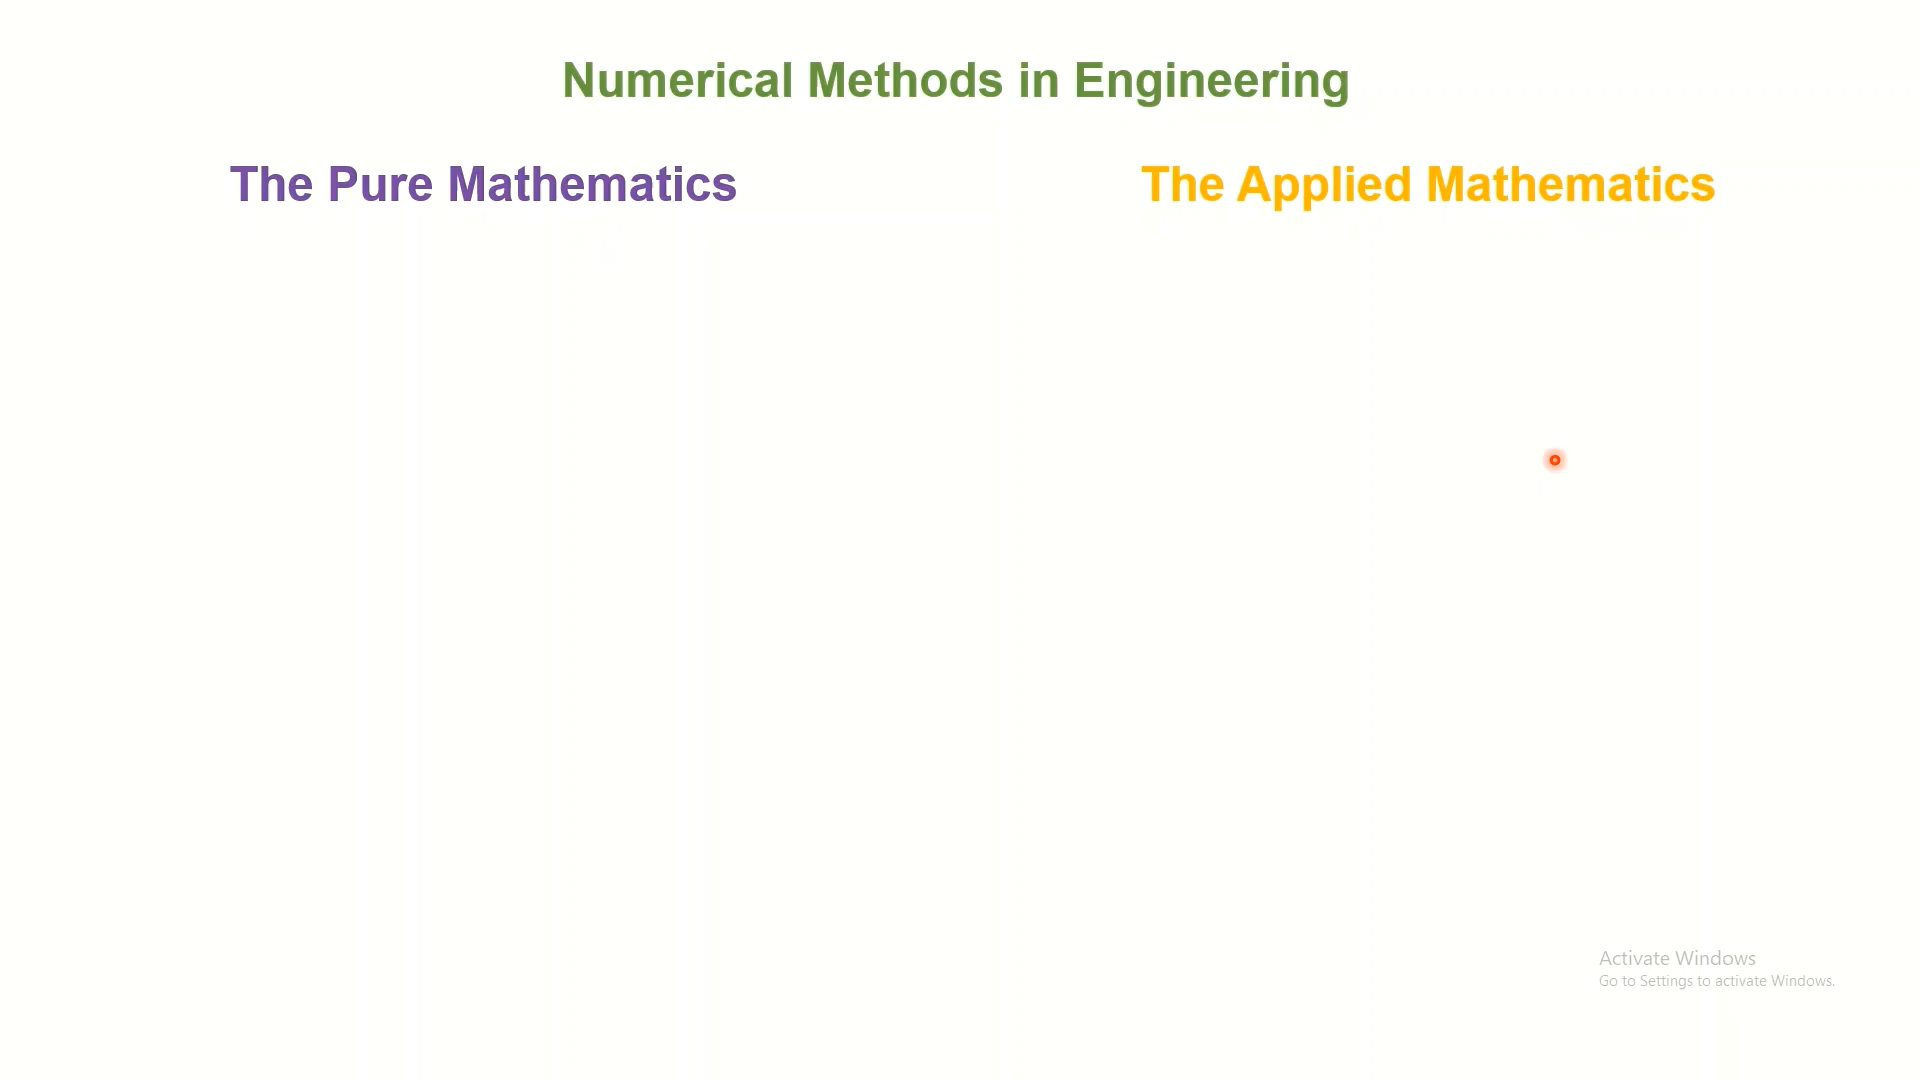 Numerical Methods in Engineering
The Pure Mathematics
The Applied Mathematics
Activate Windows
Go to Settings to activate Windows.